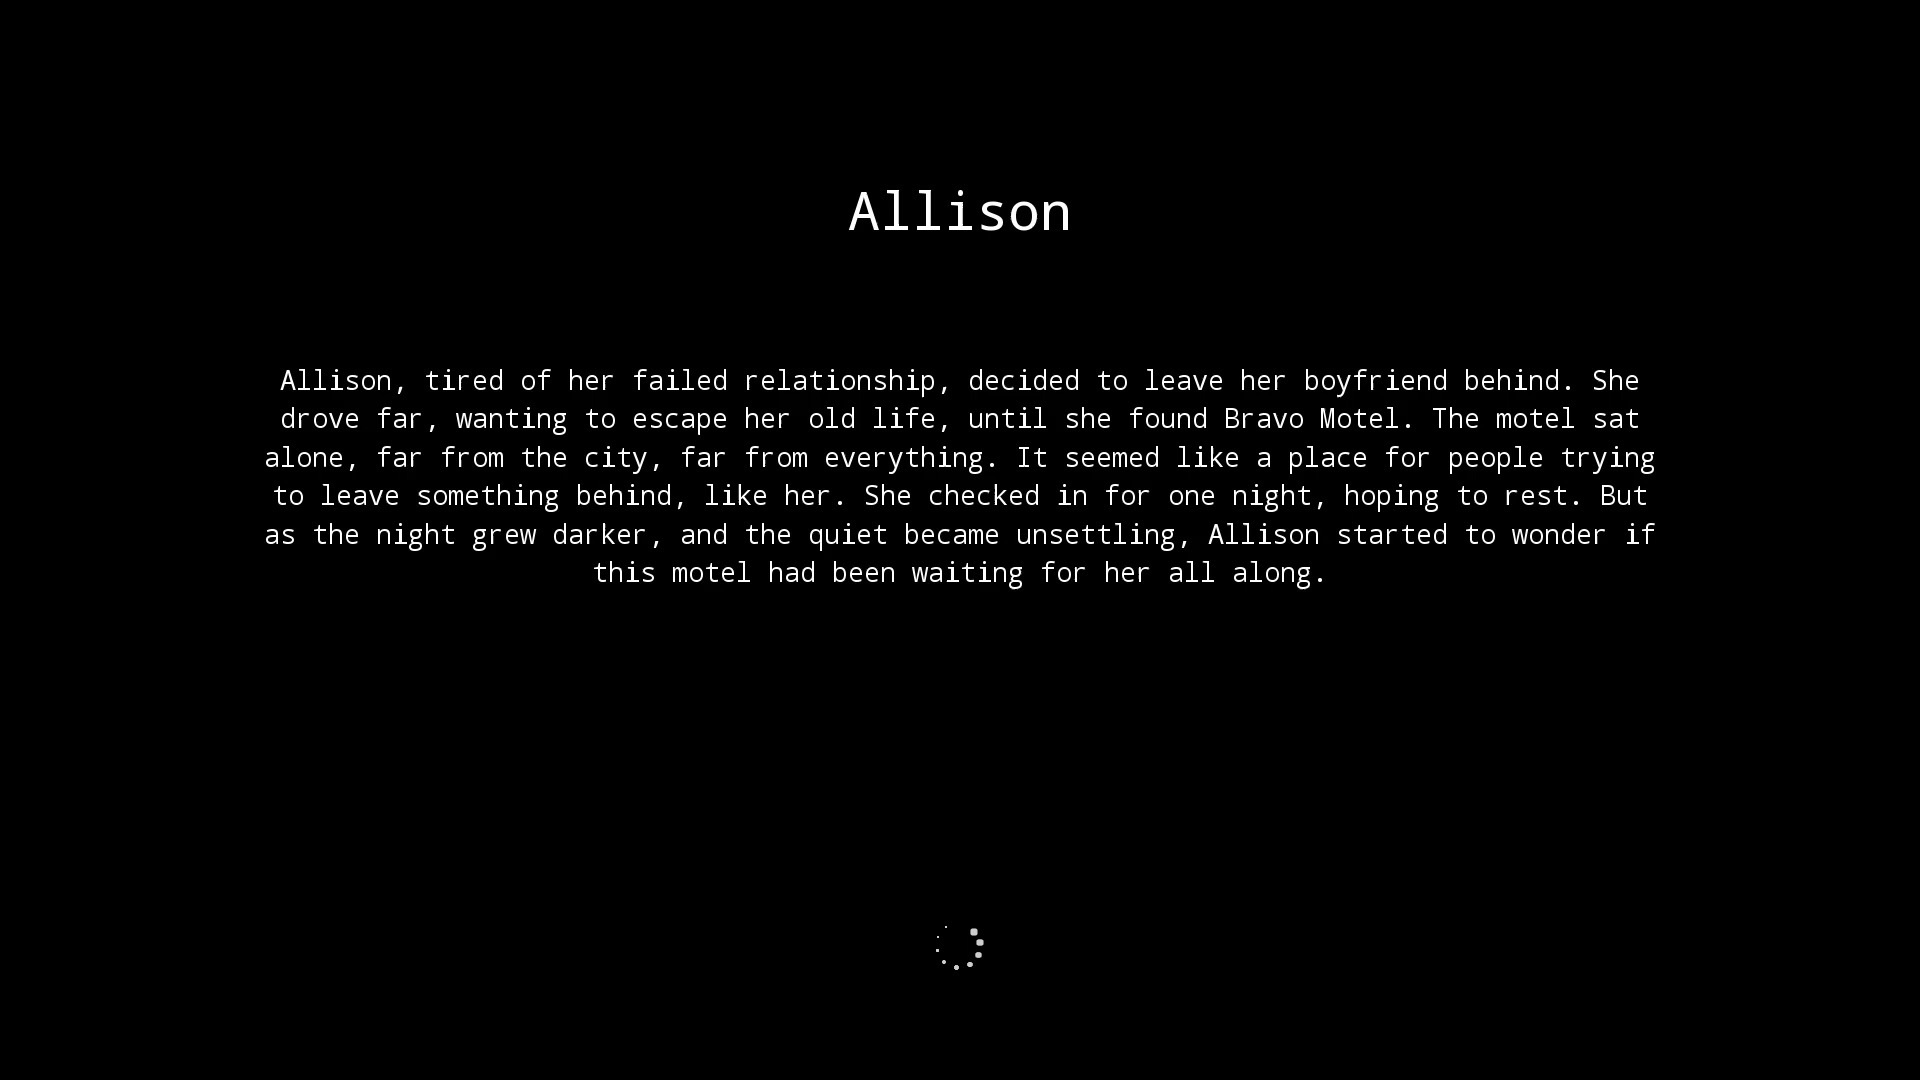 Allison
Allison, tired of her failed relationship, decided to leave her boyfriend behind. She
drove far, wanting to escape her old life, until she found Bravo Motel. The motel sat
alone, far from the city, far from everything. It seemed like a place for people trying
to leave something behind, like her. She checked in for one night, hoping to rest. But
as the night grew darker, and the quiet became unsettling, Allison started to wonder if
this motel had been waiting for her all along.